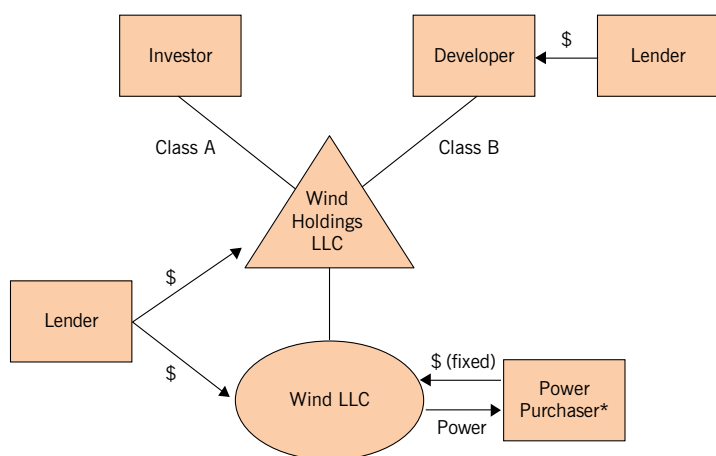 Investor
Developer
$
Lender
Class A
Class B
Wind
Holdings
LLC
$
Lender
$
Wind LLC
$ (fixed)
Power
Power
Purchaser*